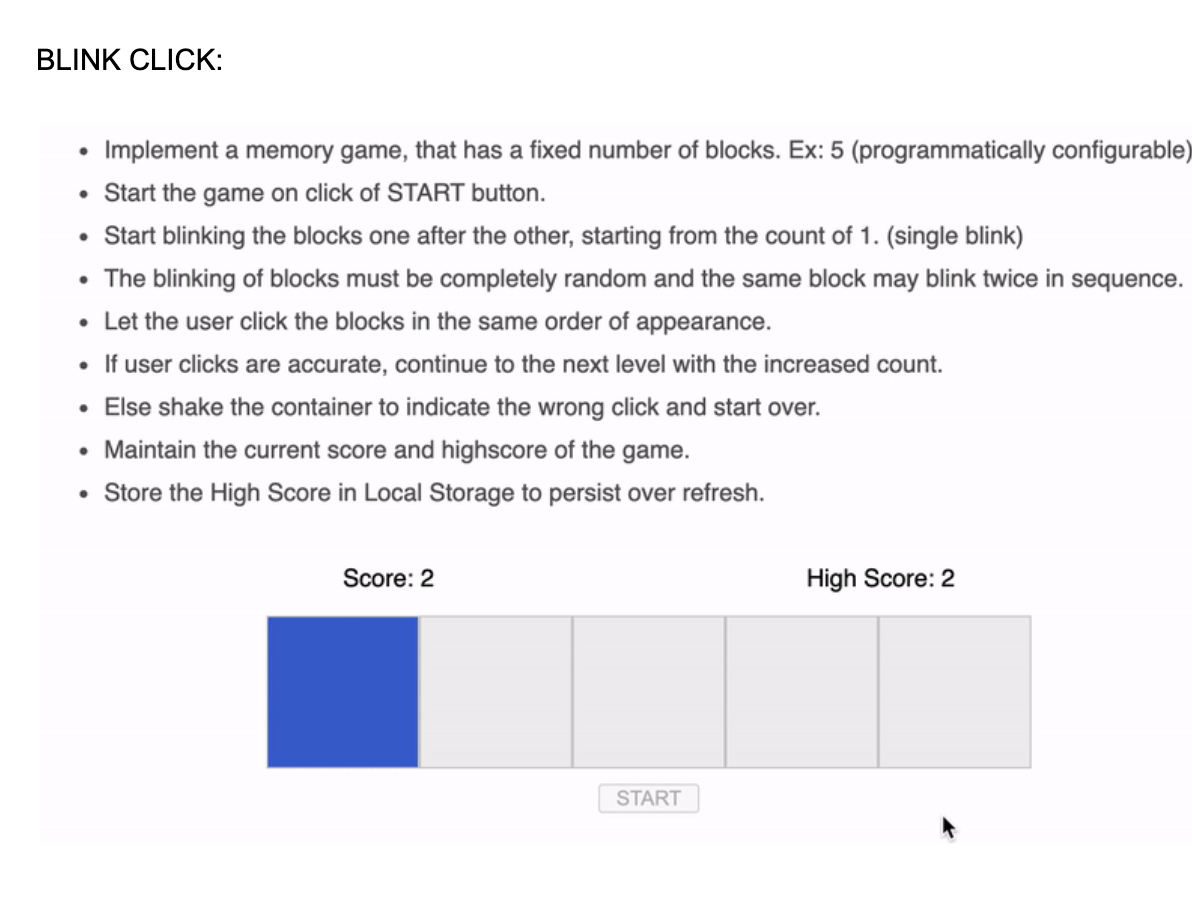 BLINK CLICK:
• Implement a memory game, that has a fixed number of blocks. Ex: 5 (programmatically configurable)
• Start the game on click of START button.
• Start blinking the blocks one after the other, starting from the count of 1. (single blink)
• The blinking of blocks must be completely random and the same block may blink twice in sequence.
• Let the user click the blocks in the same order of appearance.
• If user clicks are accurate, continue to the next level with the increased count.
• Else shake the container to indicate the wrong click and start over.
• Maintain the current score and highscore of the game.
• Store the High Score in Local Storage to persist over refresh.
Score: 2 High Score: 2
START